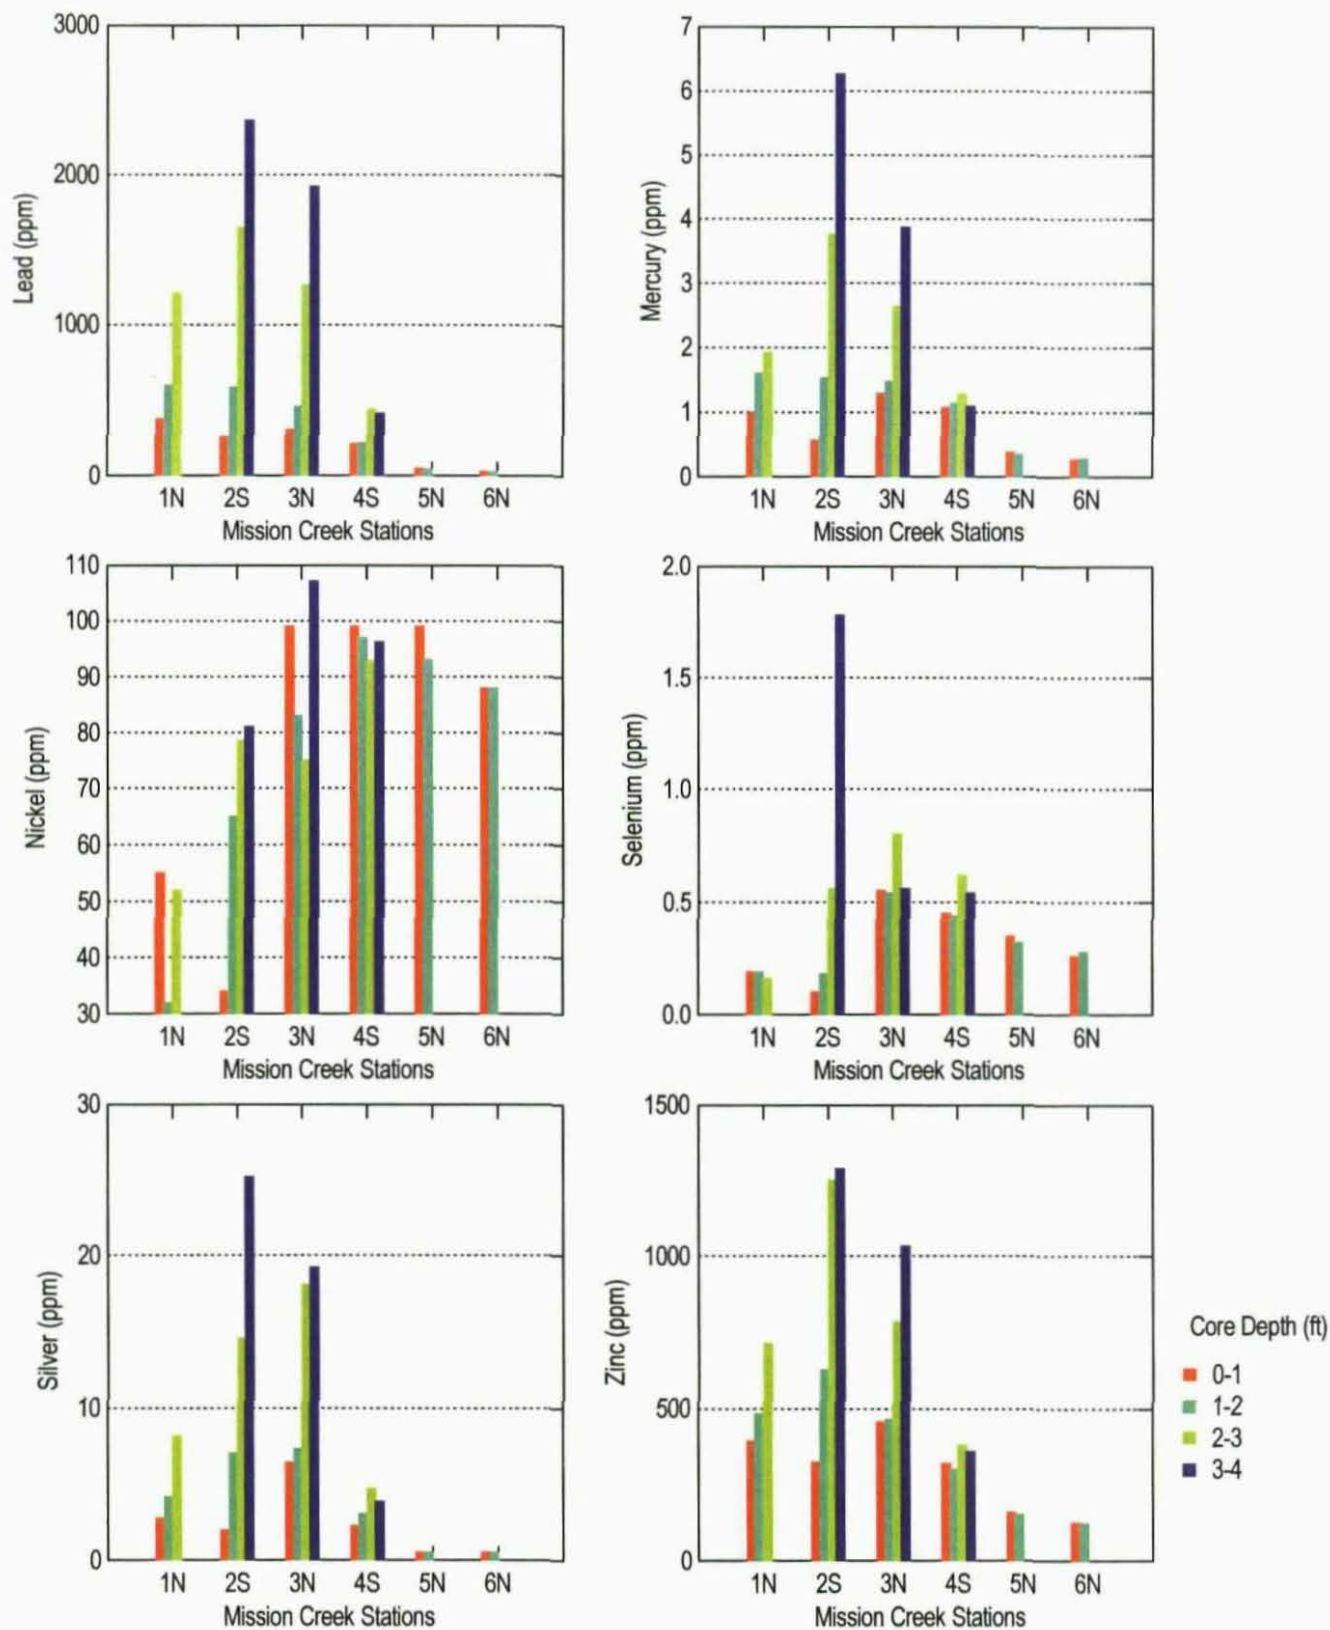 3000
2000
1000
0
Lead (ppm)
1N 2S 3N 4S 5N 6N
Mission Creek Stations
7
6
5
4
3
2
1
0
Mercury (ppm)
1N 2S 3N 4S 5N 6N
Mission Creek Stations
110
100
90
80
70
60
50
40
30
Nickel (ppm)
1N 2S 3N 4S 5N 6N
Mission Creek Stations
2.0
1.5
1.0
0.5
0.0
Selenium (ppm)
1N 2S 3N 4S 5N 6N
Mission Creek Stations
30
20
10
0
Silver (ppm)
1N 2S 3N 4S 5N 6N
Mission Creek Stations
1500
1000
500
0
Zinc (ppm)
1N 2S 3N 4S 5N 6N
Mission Creek Stations
Core Depth (ft)
0-1
1-2
2-3
3-4